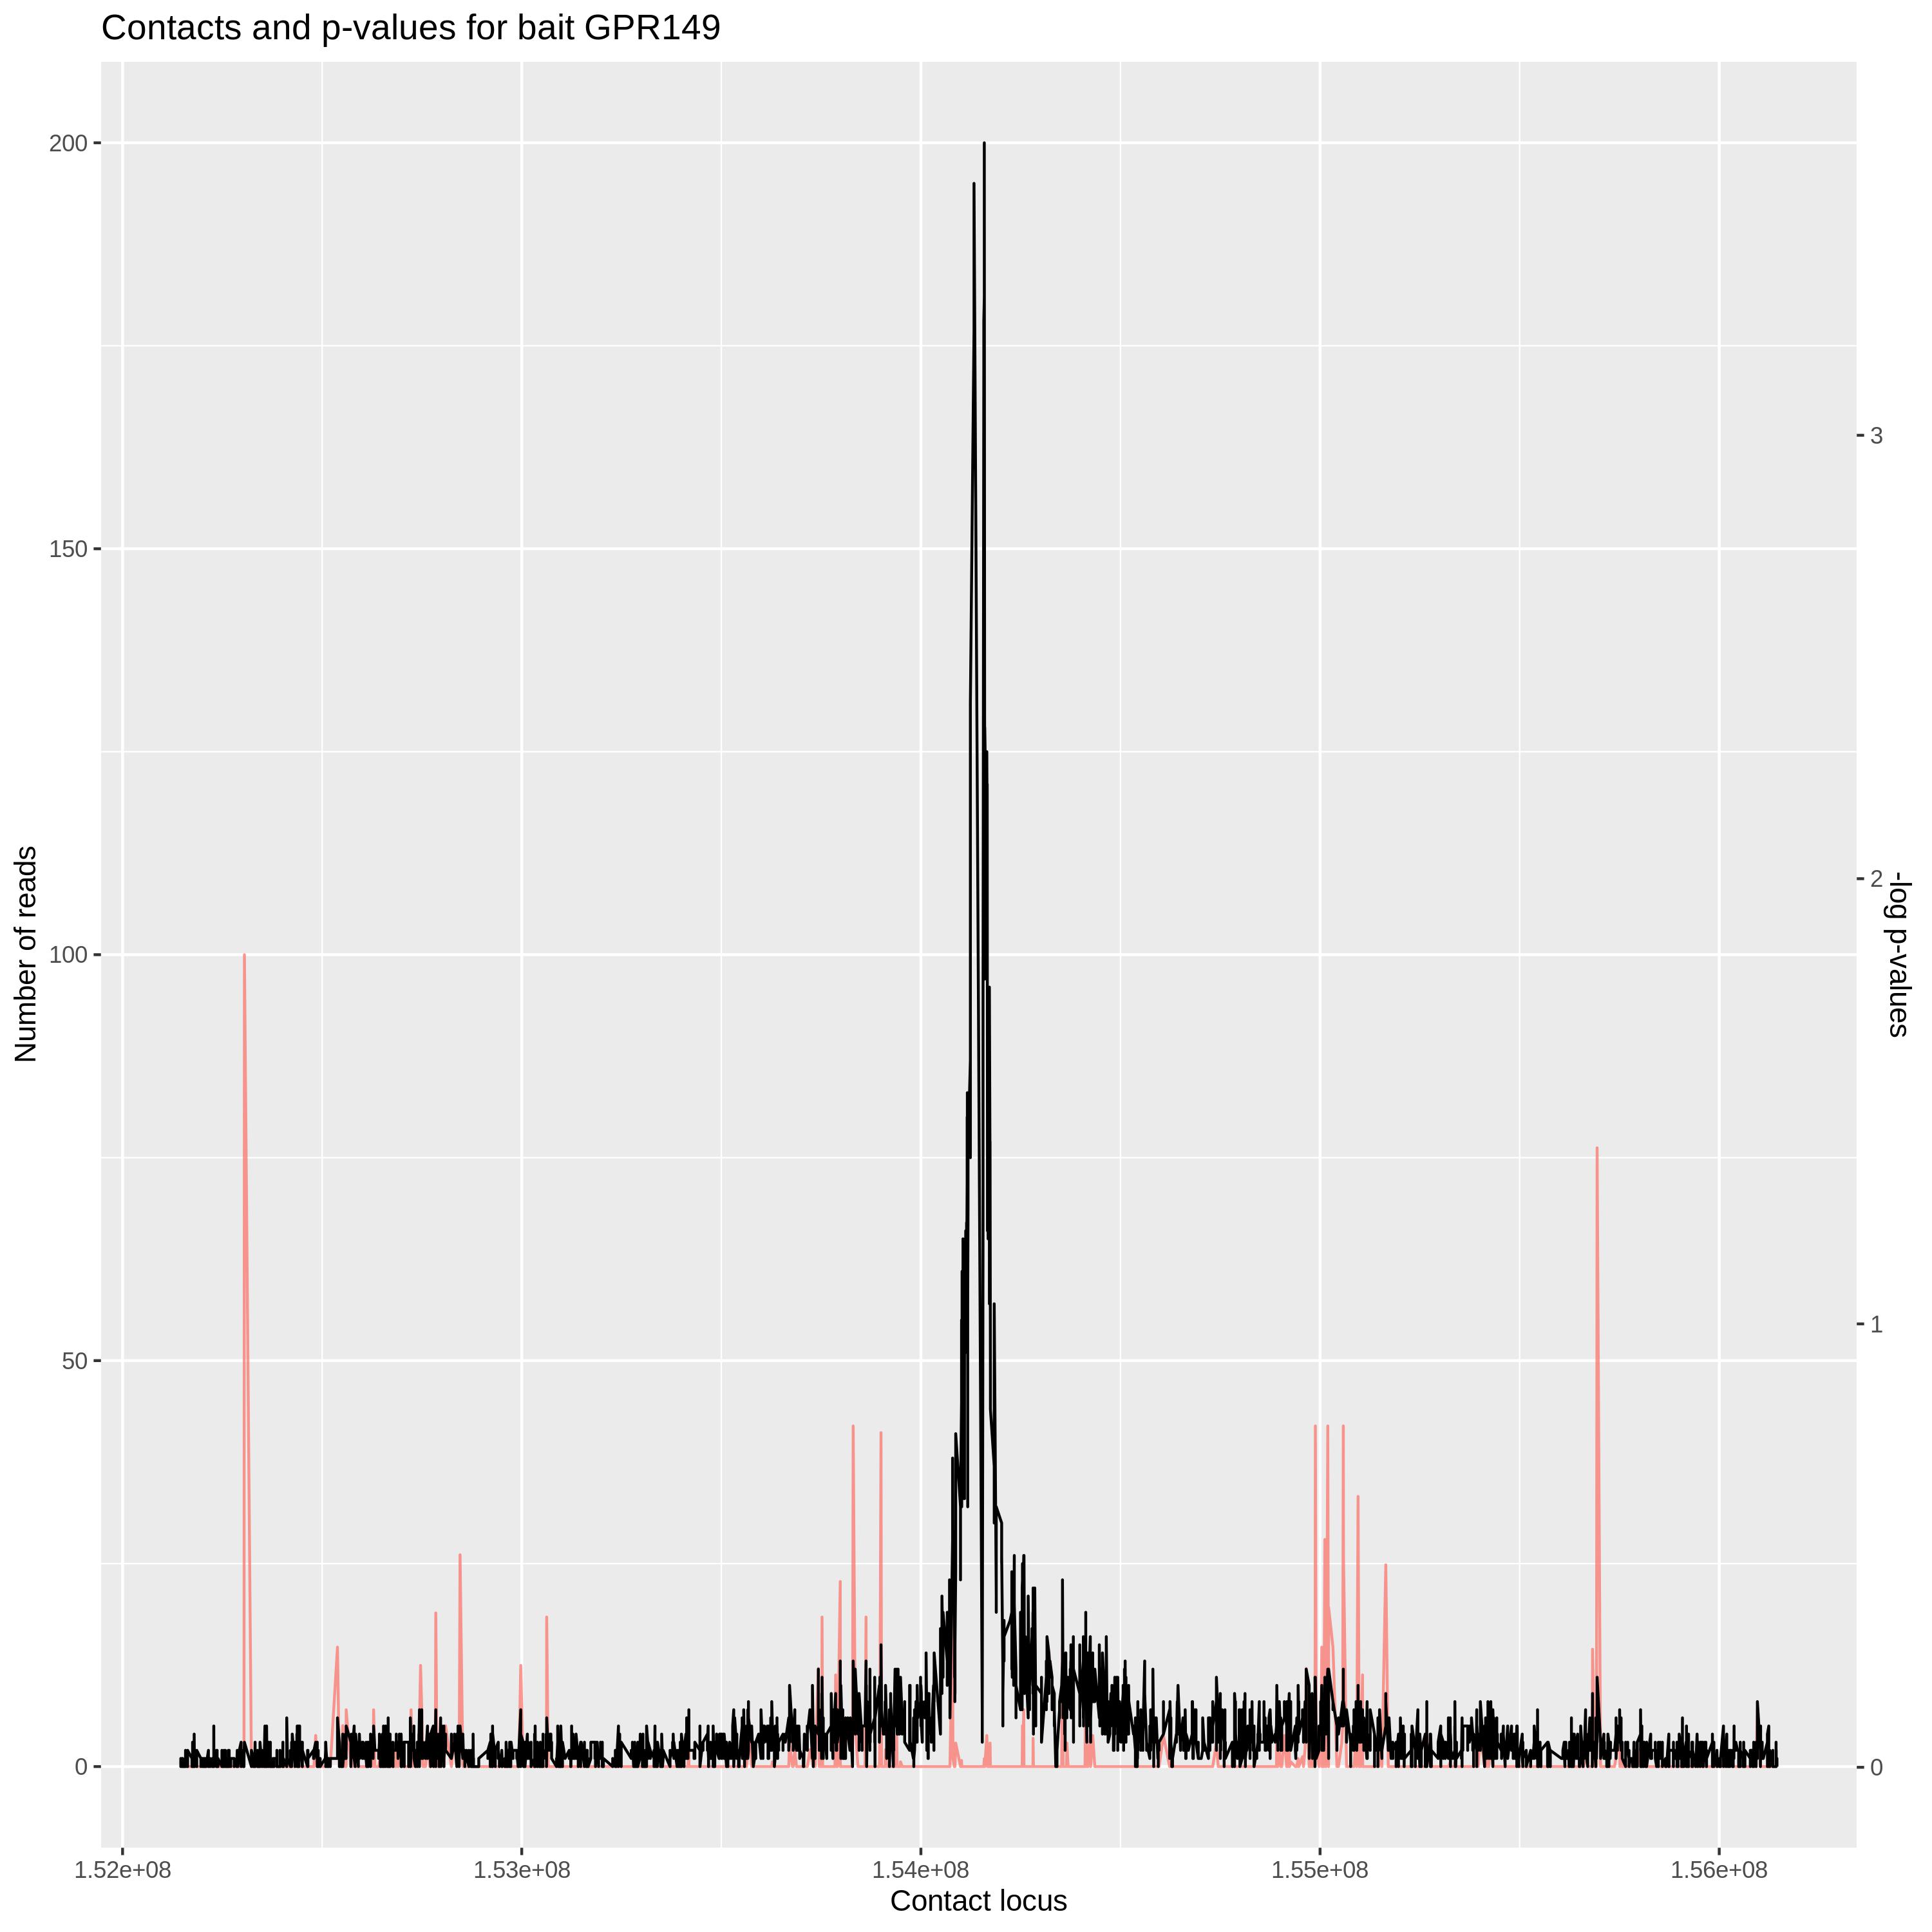 Contacts and p-values for bait GPR149
200
150
100
50
0
Number of reads
3
2
1
0
-log p-values
1.52e+08
1.53e+08
1.54e+08
1.55e+08
1.56e+08
Contact locus